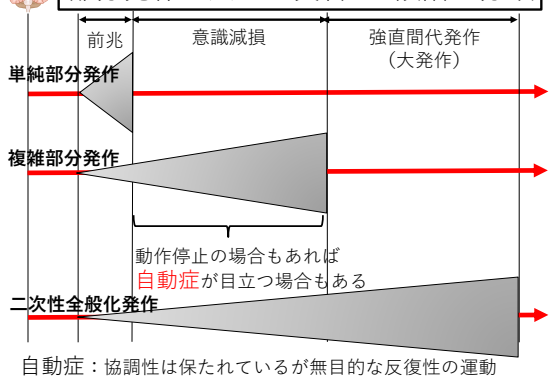 前兆
意識減損
強直間代発作
（大発作）
単純部分発作
複雑部分発作
動作停止の場合もあれば
自動症が目立つ場合もある
二次性全般化発作
自動症：協調性は保たれているが無目的な反復性の運動